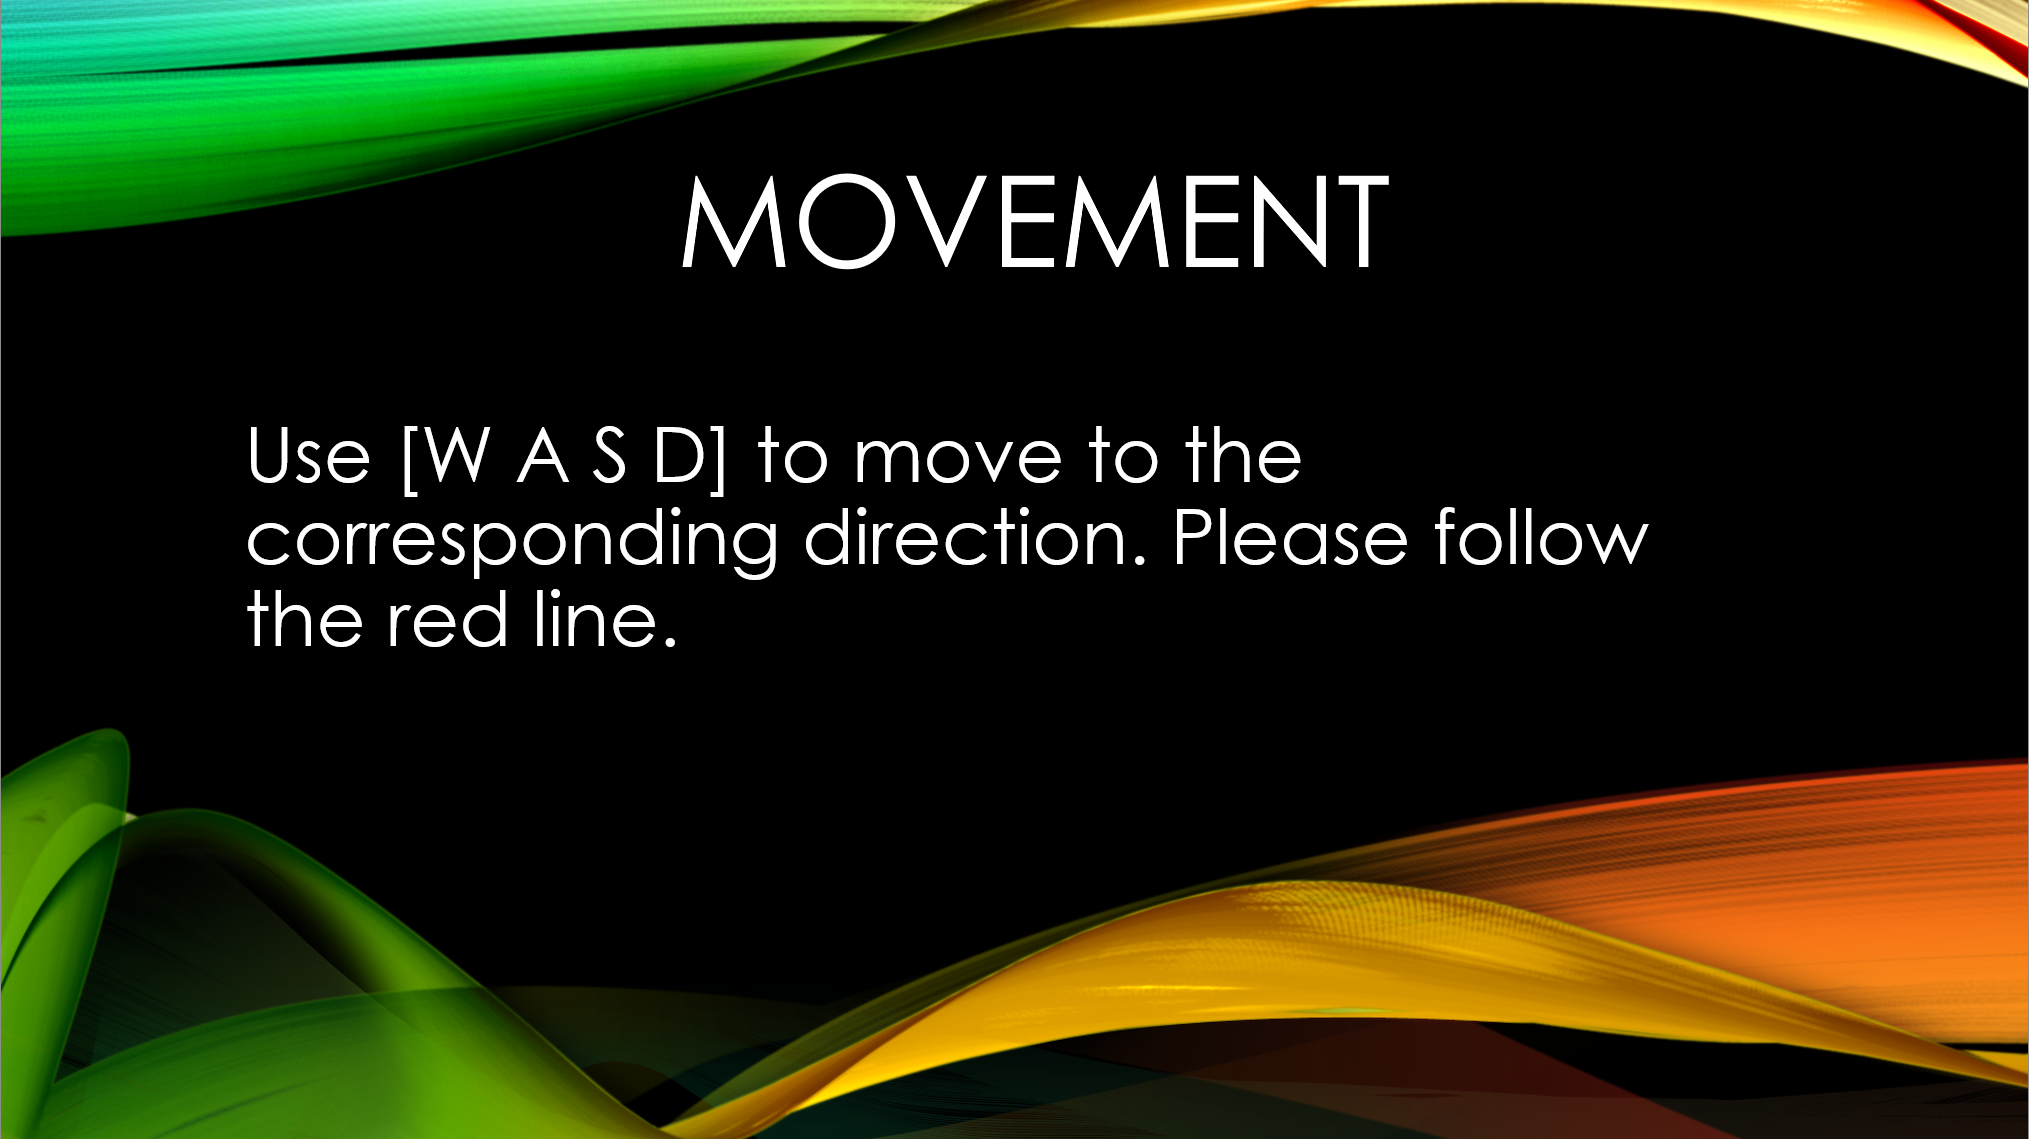 MOVEMENT
Use [W A S D] to move to the
corresponding direction. Please follow
the red line.